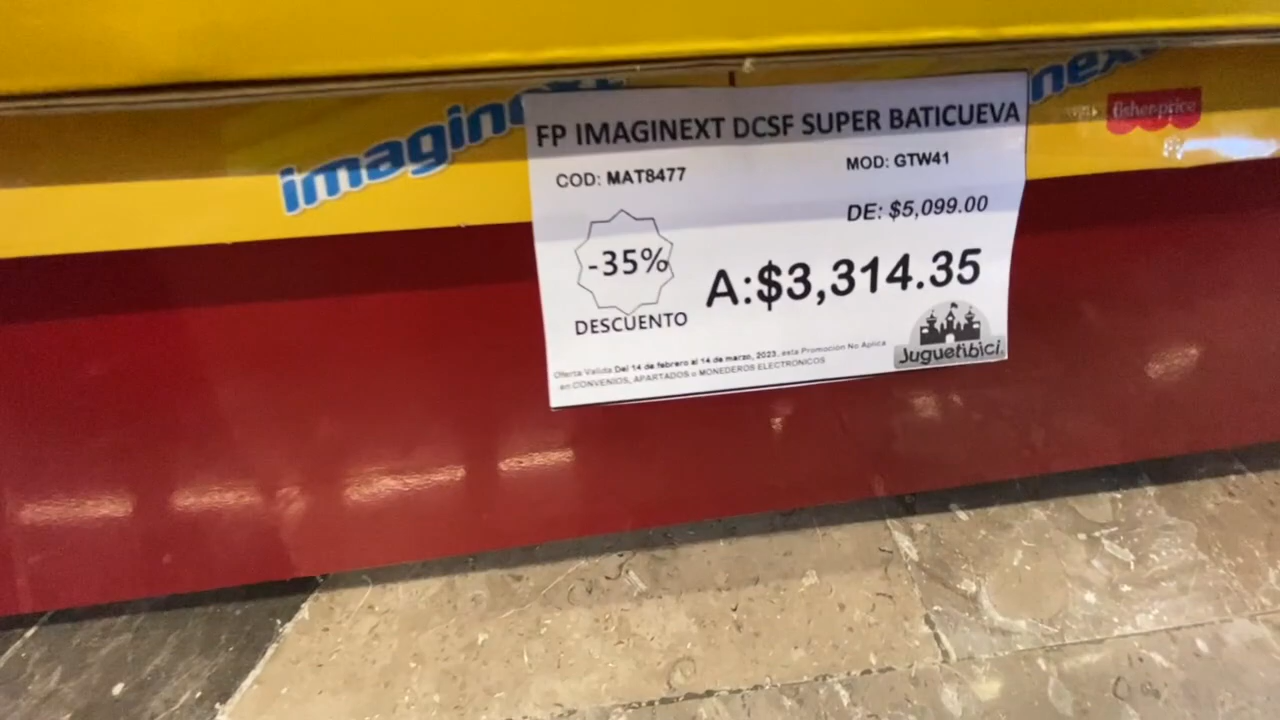 imagin
nex
fisher-price
FP IMAGINEXT DCSF SUPER BATICUEVA
COD: MAT8477
MOD: GTW41
DE: $5,099.00
-35%
A:$3,314.35
DESCUENTO
Oferta Valida Del 14 de febrero al 14 de marzo, 2023, esta Promoción No Aplica
en CONVENIOS, APARTADOS o MONEDEROS ELECTRONICOS
Juguetibici